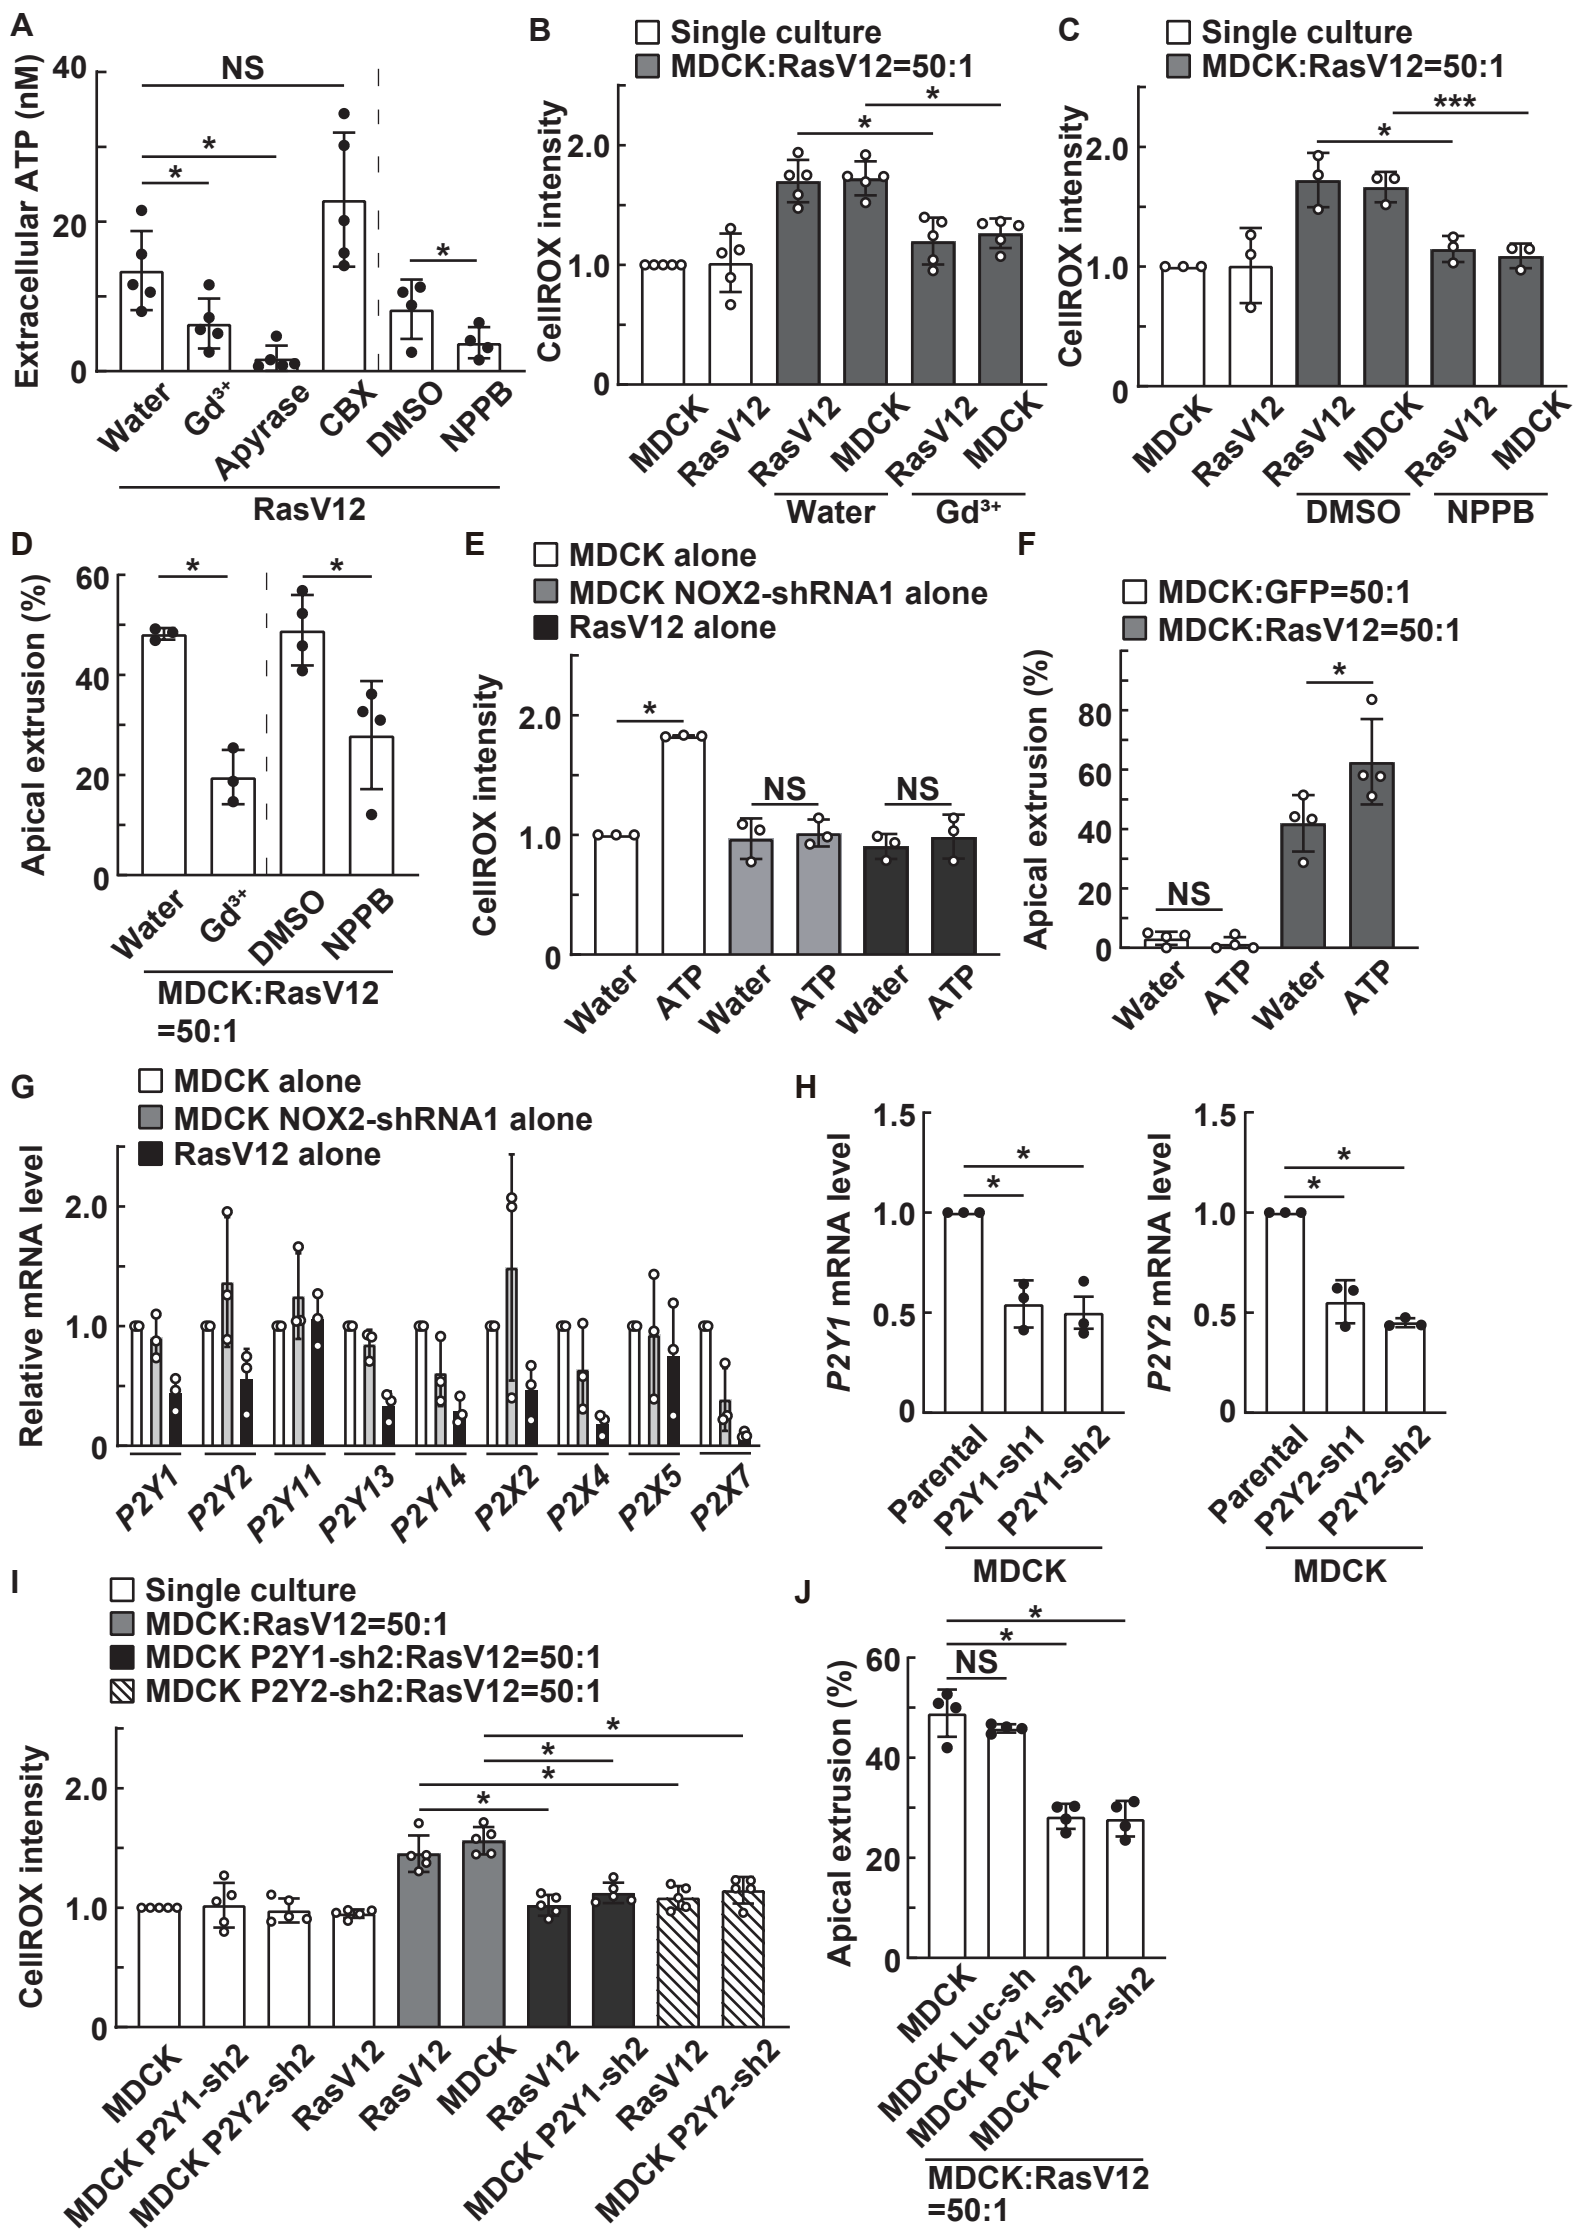 A
Extracellular ATP (nM)
40
20
0
NS
*
*
*
Water
Gd³⁺
Apyrase
CBX
DMSO
NPPB
RasV12
B
Single culture
MDCK:RasV12=50:1
CellROX intensity
2.0
1.0
0
*
*
MDCK
RasV12
RasV12
MDCK
RasV12
MDCK
Water
Gd³⁺
C
Single culture
MDCK:RasV12=50:1
CellROX intensity
2.0
1.0
0
***
*
MDCK
RasV12
RasV12
MDCK
RasV12
MDCK
DMSO
NPPB
D
Apical extrusion (%)
60
40
20
0
*
*
Water
Gd³⁺
DMSO
NPPB
MDCK:RasV12
=50:1
E
MDCK alone
MDCK NOX2-shRNA1 alone
RasV12 alone
CellROX intensity
2.0
1.0
0
*
NS
NS
Water
ATP
Water
ATP
Water
ATP
F
MDCK:GFP=50:1
MDCK:RasV12=50:1
Apical extrusion (%)
80
60
40
20
0
NS
*
Water
ATP
Water
ATP
G
MDCK alone
MDCK NOX2-shRNA1 alone
RasV12 alone
Relative mRNA level
2.0
1.0
0
P2Y1
P2Y2
P2Y11
P2Y13
P2Y14
P2X2
P2X4
P2X5
P2X7
H
P2Y1 mRNA level
1.5
1.0
0.5
0
*
*
Parental
P2Y1-sh1
P2Y1-sh2
MDCK
P2Y2 mRNA level
1.5
1.0
0.5
0
*
*
Parental
P2Y2-sh1
P2Y2-sh2
MDCK
I
Single culture
MDCK:RasV12=50:1
MDCK P2Y1-sh2:RasV12=50:1
MDCK P2Y2-sh2:RasV12=50:1
CellROX intensity
2.0
1.0
0
*
*
*
*
MDCK
MDCK P2Y1-sh2
MDCK P2Y2-sh2
RasV12
RasV12
MDCK
RasV12
MDCK P2Y1-sh2
RasV12
MDCK P2Y2-sh2
J
Apical extrusion (%)
60
40
20
0
*
*
NS
MDCK
MDCK Luc-sh
MDCK P2Y1-sh2
MDCK P2Y2-sh2
MDCK:RasV12
=50:1